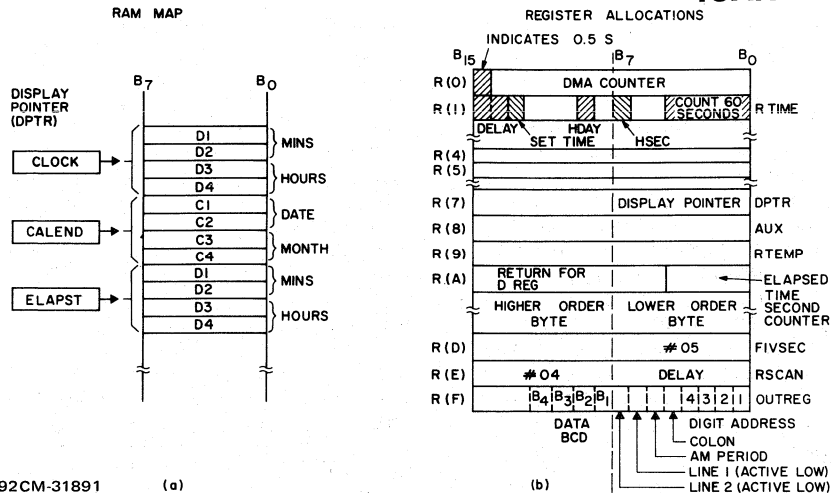 RAM MAP
B7 B0
DISPLAY
POINTER
(DPTR)
CLOCK
CALEND
ELAPST
D1
D2
D3
D4
C1
C2
C3
C4
D1
D2
D3
D4
MINS
HOURS
DATE
MONTH
MINS
HOURS
92CM-31891 (a)
REGISTER ALLOCATIONS
INDICATES 0.5 S
B15 B7 B0
R(0) DMA COUNTER
R(1) COUNT 60 SECONDS R TIME
DELAY HDAY
SET TIME HSEC
R(4)
R(5)
R(7) DISPLAY POINTER DPTR
R(8) AUX
R(9) RTEMP
R(A) RETURN FOR D REG ELAPSED
TIME
SECOND
COUNTER
HIGHER ORDER BYTE LOWER ORDER BYTE
R(D) #05 FIVSEC
R(E) #04 DELAY RSCAN
R(F) B4 B3 B2 B1 4 3 2 1 OUTREG
DATA BCD
DIGIT ADDRESS
COLON
AM PERIOD
LINE 1 (ACTIVE LOW)
LINE 2 (ACTIVE LOW)
(b)